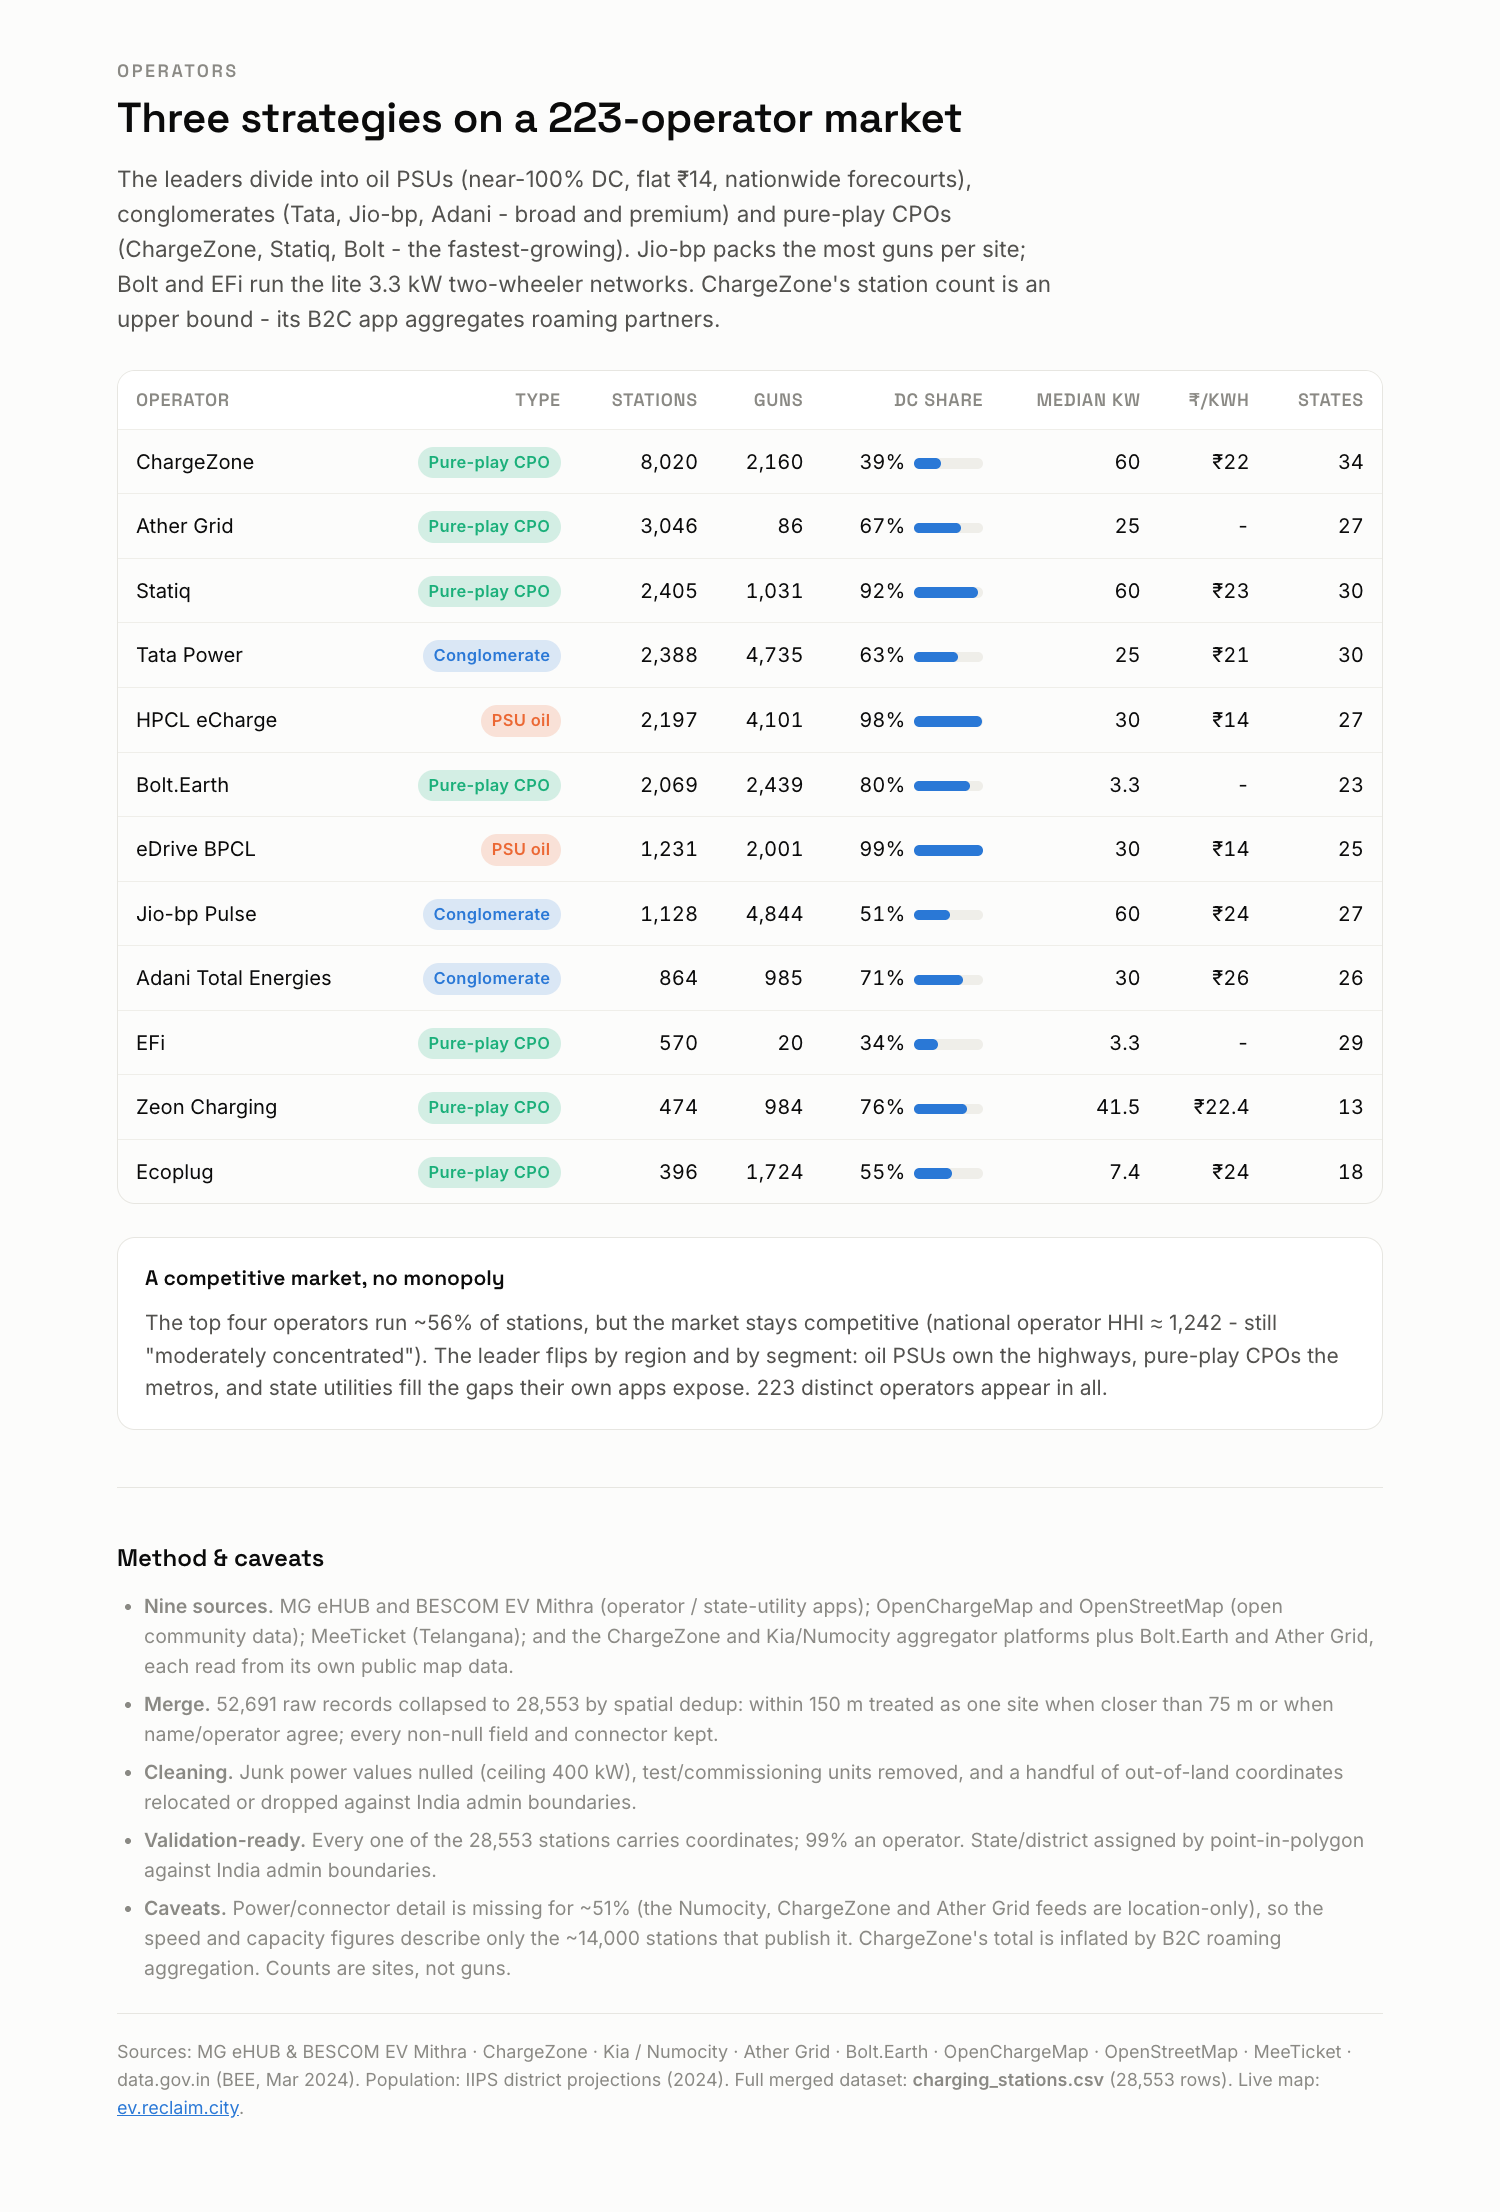 OPERATORS
Three strategies on a 223-operator market
The leaders divide into oil PSUs (near-100% DC, flat ₹14, nationwide forecourts),
conglomerates (Tata, Jio-bp, Adani - broad and premium) and pure-play CPOs
(ChargeZone, Statiq, Bolt - the fastest-growing). Jio-bp packs the most guns per site;
Bolt and EFi run the lite 3.3 kW two-wheeler networks. ChargeZone's station count is an
upper bound - its B2C app aggregates roaming partners.
OPERATOR TYPE STATIONS GUNS DC SHARE MEDIAN KW ₹/KWH STATES
ChargeZone Pure-play CPO 8,020 2,160 39% 60 ₹22 34
Ather Grid Pure-play CPO 3,046 86 67% 25 - 27
Statiq Pure-play CPO 2,405 1,031 92% 60 ₹23 30
Tata Power Conglomerate 2,388 4,735 63% 25 ₹21 30
HPCL eCharge PSU oil 2,197 4,101 98% 30 ₹14 27
Bolt.Earth Pure-play CPO 2,069 2,439 80% 3.3 - 23
eDrive BPCL PSU oil 1,231 2,001 99% 30 ₹14 25
Jio-bp Pulse Conglomerate 1,128 4,844 51% 60 ₹24 27
Adani Total Energies Conglomerate 864 985 71% 30 ₹26 26
EFi Pure-play CPO 570 20 34% 3.3 - 29
Zeon Charging Pure-play CPO 474 984 76% 41.5 ₹22.4 13
Ecoplug Pure-play CPO 396 1,724 55% 7.4 ₹24 18
A competitive market, no monopoly
The top four operators run ~56% of stations, but the market stays competitive (national operator HHI ≈ 1,242 - still
"moderately concentrated"). The leader flips by region and by segment: oil PSUs own the highways, pure-play CPOs the
metros, and state utilities fill the gaps their own apps expose. 223 distinct operators appear in all.
Method & caveats
• Nine sources. MG eHUB and BESCOM EV Mithra (operator / state-utility apps); OpenChargeMap and OpenStreetMap (open
community data); MeeTicket (Telangana); and the ChargeZone and Kia/Numocity aggregator platforms plus Bolt.Earth and Ather Grid,
each read from its own public map data.
• Merge. 52,691 raw records collapsed to 28,553 by spatial dedup: within 150 m treated as one site when closer than 75 m or when
name/operator agree; every non-null field and connector kept.
• Cleaning. Junk power values nulled (ceiling 400 kW), test/commissioning units removed, and a handful of out-of-land coordinates
relocated or dropped against India admin boundaries.
• Validation-ready. Every one of the 28,553 stations carries coordinates; 99% an operator. State/district assigned by point-in-polygon
against India admin boundaries.
• Caveats. Power/connector detail is missing for ~51% (the Numocity, ChargeZone and Ather Grid feeds are location-only), so the
speed and capacity figures describe only the ~14,000 stations that publish it. ChargeZone's total is inflated by B2C roaming
aggregation. Counts are sites, not guns.
Sources: MG eHUB & BESCOM EV Mithra · ChargeZone · Kia / Numocity · Ather Grid · Bolt.Earth · OpenChargeMap · OpenStreetMap · MeeTicket ·
data.gov.in (BEE, Mar 2024). Population: IIPS district projections (2024). Full merged dataset: charging_stations.csv (28,553 rows). Live map:
ev.reclaim.city.